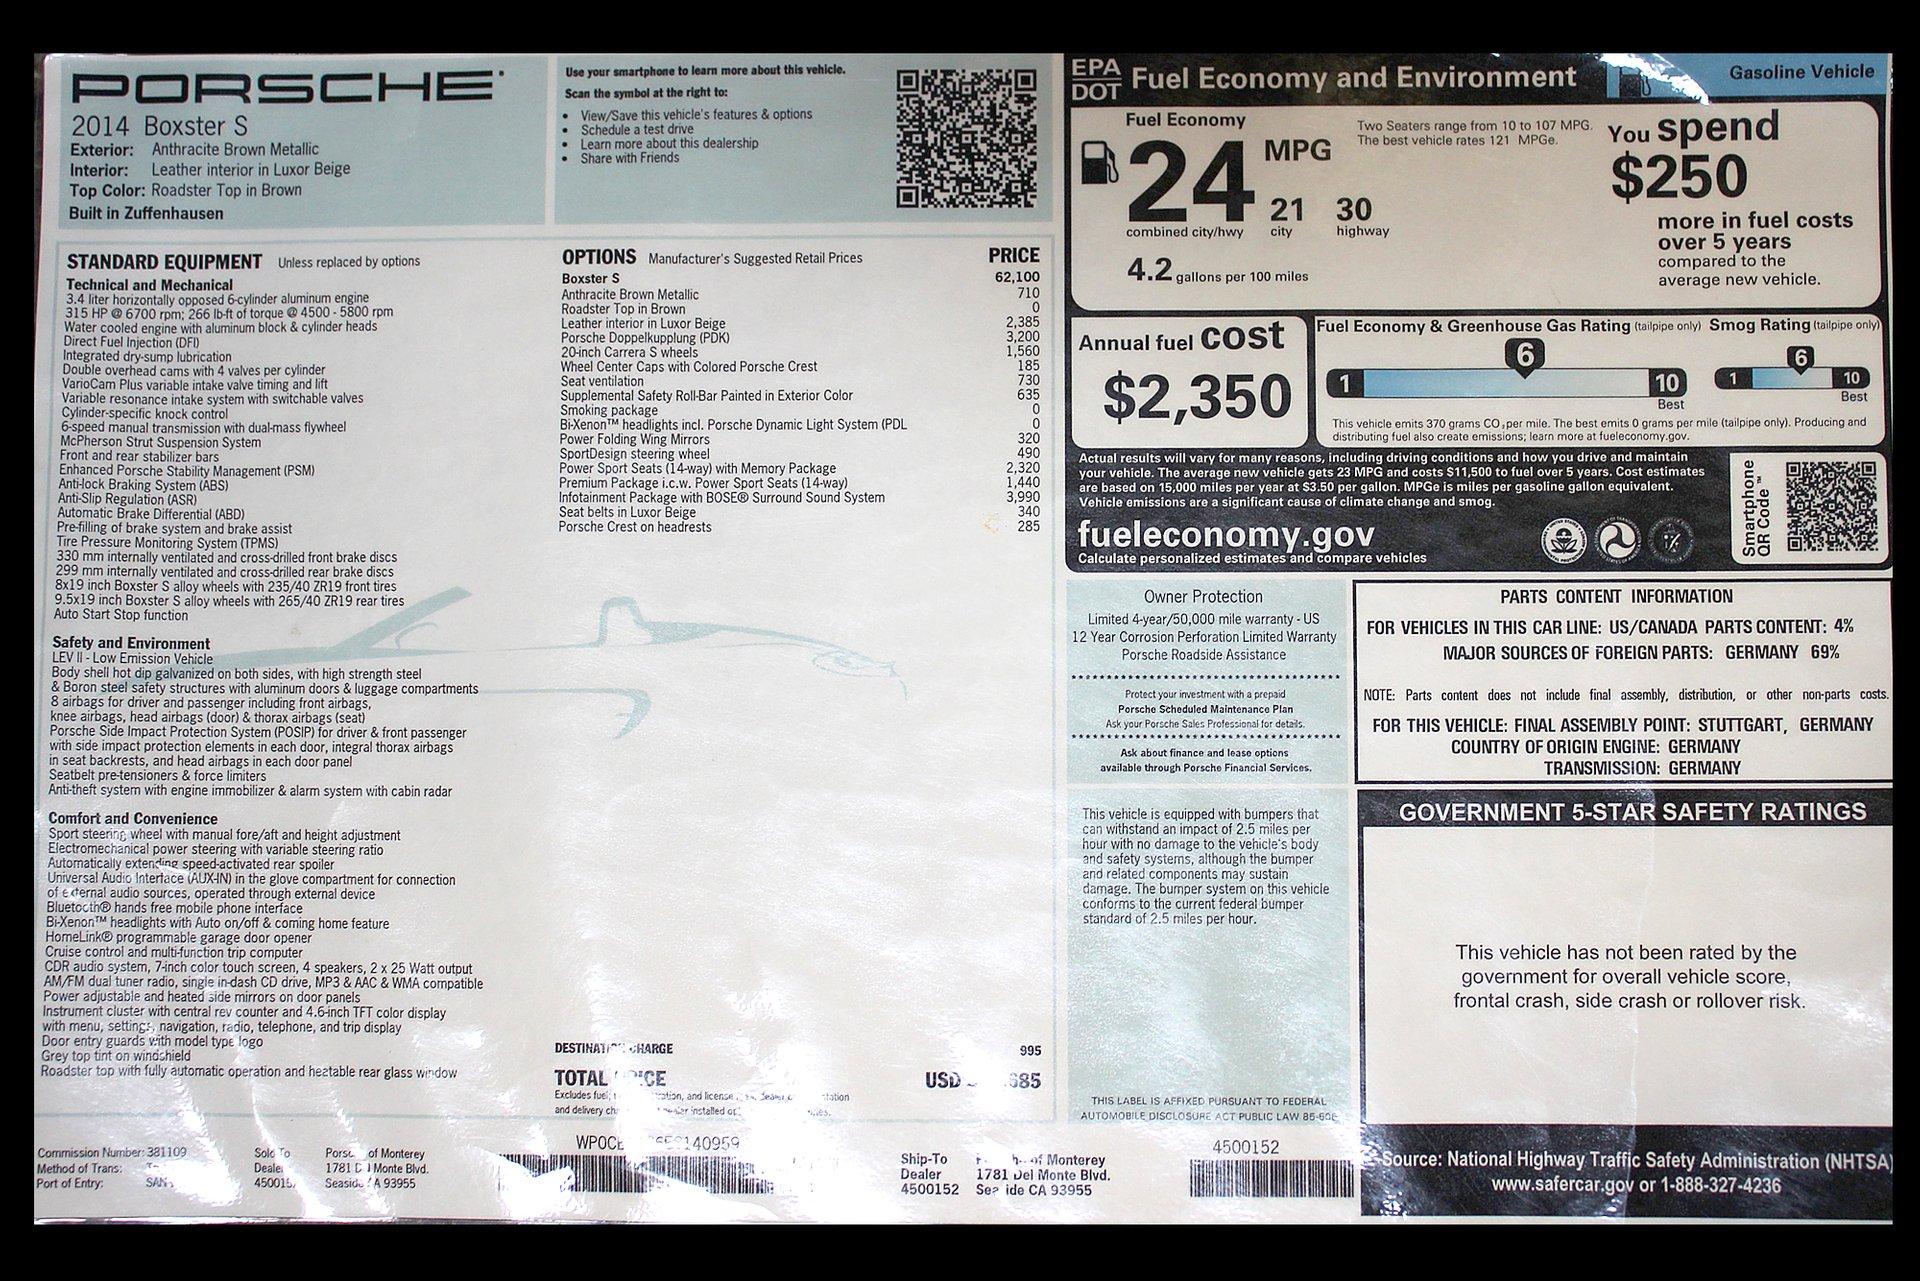 PORSCHE
2014 Boxster S
Exterior: Anthracite Brown Metallic
Interior: Leather interior in Luxor Beige
Top Color: Roadster Top in Brown
Built in Zuffenhausen
Use your smartphone to learn more about this vehicle.
Scan the symbol at the right to:
• View/Save this vehicle's features & options
• Schedule a test drive
• Learn more about this dealership
• Share with Friends
STANDARD EQUIPMENT Unless replaced by options
Technical and Mechanical
3.4 liter horizontally opposed 6-cylinder aluminum engine
315 HP @ 6700 rpm; 266 lb-ft of torque @ 4500 - 5800 rpm
Water cooled engine with aluminum block & cylinder heads
Direct Fuel Injection (DFI)
Integrated dry-sump lubrication
Double overhead cams with 4 valves per cylinder
VarioCam Plus variable intake valve timing and lift
Variable resonance intake system with switchable valves
Cylinder-specific knock control
6-speed manual transmission with dual-mass flywheel
McPherson Strut Suspension System
Front and rear stabilizer bars
Enhanced Porsche Stability Management (PSM)
Anti-lock Braking System (ABS)
Anti-Slip Regulation (ASR)
Automatic Brake Differential (ABD)
Pre-filling of brake system and brake assist
Tire Pressure Monitoring System (TPMS)
330 mm internally ventilated and cross-drilled front brake discs
299 mm internally ventilated and cross-drilled rear brake discs
8x19 inch Boxster S alloy wheels with 235/40 ZR19 front tires
9.5x19 inch Boxster S alloy wheels with 265/40 ZR19 rear tires
Auto Start Stop function
Safety and Environment
LEV II - Low Emission Vehicle
Body shell hot dip galvanized on both sides, with high strength steel
& Boron steel safety structures with aluminum doors & luggage compartments
8 airbags for driver and passenger including front airbags,
knee airbags, head airbags (door) & thorax airbags (seat)
Porsche Side Impact Protection System (POSIP) for driver & front passenger
with side impact protection elements in each door, integral thorax airbags
in seat backrests, and head airbags in each door panel
Seatbelt pre-tensioners & force limiters
Anti-theft system with engine immobilizer & alarm system with cabin radar
Comfort and Convenience
Sport steering wheel with manual fore/aft and height adjustment
Electromechanical power steering with variable steering ratio
Automatically extending speed-activated rear spoiler
Universal Audio Interface (AUX-IN) in the glove compartment for connection
of external audio sources, operated through external device
Bluetooth® hands free mobile phone interface
Bi-Xenon™ headlights with Auto on/off & coming home feature
HomeLink® programmable garage door opener
Cruise control and multi-function trip computer
CDR audio system, 7-inch color touch screen, 4 speakers, 2 x 25 Watt output
AM/FM dual tuner radio, single in-dash CD drive, MP3 & AAC & WMA compatible
Power adjustable and heated side mirrors on door panels
Instrument cluster with central rev counter and 4.6-inch TFT color display
with menu, settings, navigation, radio, telephone, and trip display
Door entry guards with model type logo
Grey top tint on windshield
Roadster top with fully automatic operation and heatable rear glass window
OPTIONS Manufacturer's Suggested Retail Prices PRICE
Boxster S 62,100
Anthracite Brown Metallic 710
Roadster Top in Brown 0
Leather interior in Luxor Beige 2,385
Porsche Doppelkupplung (PDK) 3,200
20-inch Carrera S wheels 1,560
Wheel Center Caps with Colored Porsche Crest 185
Seat ventilation 730
Supplemental Safety Roll-Bar Painted in Exterior Color 635
Smoking package 0
Bi-Xenon™ headlights incl. Porsche Dynamic Light System (PDL 0
Power Folding Wing Mirrors 320
SportDesign steering wheel 490
Power Sport Seats (14-way) with Memory Package 2,320
Premium Package i.c.w. Power Sport Seats (14-way) 1,440
Infotainment Package with BOSE® Surround Sound System 3,990
Seat belts in Luxor Beige 340
Porsche Crest on headrests 285
DESTINATION CHARGE 995
TOTAL PRICE USD
Excludes fuel, and license
and delivery installed
Commission Number: 381109
Method of Trans:
Port of Entry: SAN
Sold To
Dealer
Porsche of Monterey
1781 Del Monte Blvd.
Seaside CA 93955
Ship-To
Dealer
4500152
of Monterey
1781 Del Monte Blvd.
Seaside CA 93955
4500152
EPA
DOT
Fuel Economy and Environment
Gasoline Vehicle
Fuel Economy
24 MPG
combined city/hwy
21
city
30
highway
4.2 gallons per 100 miles
Two Seaters range from 10 to 107 MPG.
The best vehicle rates 121 MPGe.
You spend
$250
more in fuel costs
over 5 years
compared to the
average new vehicle.
Annual fuel cost
$2,350
Fuel Economy & Greenhouse Gas Rating (tailpipe only)
6
1 10
Best
Smog Rating (tailpipe only)
6
1 10
Best
This vehicle emits 370 grams CO2 per mile. The best emits 0 grams per mile (tailpipe only). Producing and
distributing fuel also create emissions; learn more at fueleconomy.gov.
Actual results will vary for many reasons, including driving conditions and how you drive and maintain
your vehicle. The average new vehicle gets 23 MPG and costs $11,500 to fuel over 5 years. Cost estimates
are based on 15,000 miles per year at $3.50 per gallon. MPGe is miles per gasoline gallon equivalent.
Vehicle emissions are a significant cause of climate change and smog.
fueleconomy.gov
Calculate personalized estimates and compare vehicles
Smartphone
QR Code™
Owner Protection
Limited 4-year/50,000 mile warranty - US
12 Year Corrosion Perforation Limited Warranty
Porsche Roadside Assistance
Protect your investment with a prepaid
Porsche Scheduled Maintenance Plan
Ask your Porsche Sales Professional for details.
Ask about finance and lease options
available through Porsche Financial Services.
This vehicle is equipped with bumpers that
can withstand an impact of 2.5 miles per
hour with no damage to the vehicle's body
and safety systems, although the bumper
and related components may sustain
damage. The bumper system on this vehicle
conforms to the current federal bumper
standard of 2.5 miles per hour.
THIS LABEL IS AFFIXED PURSUANT TO FEDERAL
AUTOMOBILE DISCLOSURE ACT PUBLIC LAW
PARTS CONTENT INFORMATION
FOR VEHICLES IN THIS CAR LINE: US/CANADA PARTS CONTENT: 4%
MAJOR SOURCES OF FOREIGN PARTS: GERMANY 69%
NOTE: Parts content does not include final assembly, distribution, or other non-parts costs.
FOR THIS VEHICLE: FINAL ASSEMBLY POINT: STUTTGART, GERMANY
COUNTRY OF ORIGIN ENGINE: GERMANY
TRANSMISSION: GERMANY
GOVERNMENT 5-STAR SAFETY RATINGS
This vehicle has not been rated by the
government for overall vehicle score,
frontal crash, side crash or rollover risk.
Source: National Highway Traffic Safety Administration (NHTSA)
www.safercar.gov or 1-888-327-4236